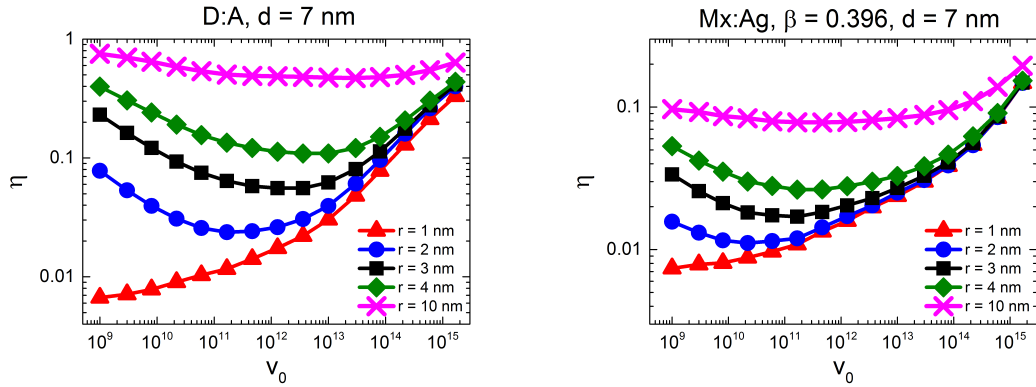 D:A, d = 7 nm
1
0.1
0.01
η
r = 1 nm
r = 2 nm
r = 3 nm
r = 4 nm
r = 10 nm
10⁹ 10¹⁰ 10¹¹ 10¹² 10¹³ 10¹⁴ 10¹⁵
ν₀
Mx:Ag, β = 0.396, d = 7 nm
0.1
0.01
η
r = 1 nm
r = 2 nm
r = 3 nm
r = 4 nm
r = 10 nm
10⁹ 10¹⁰ 10¹¹ 10¹² 10¹³ 10¹⁴ 10¹⁵
ν₀